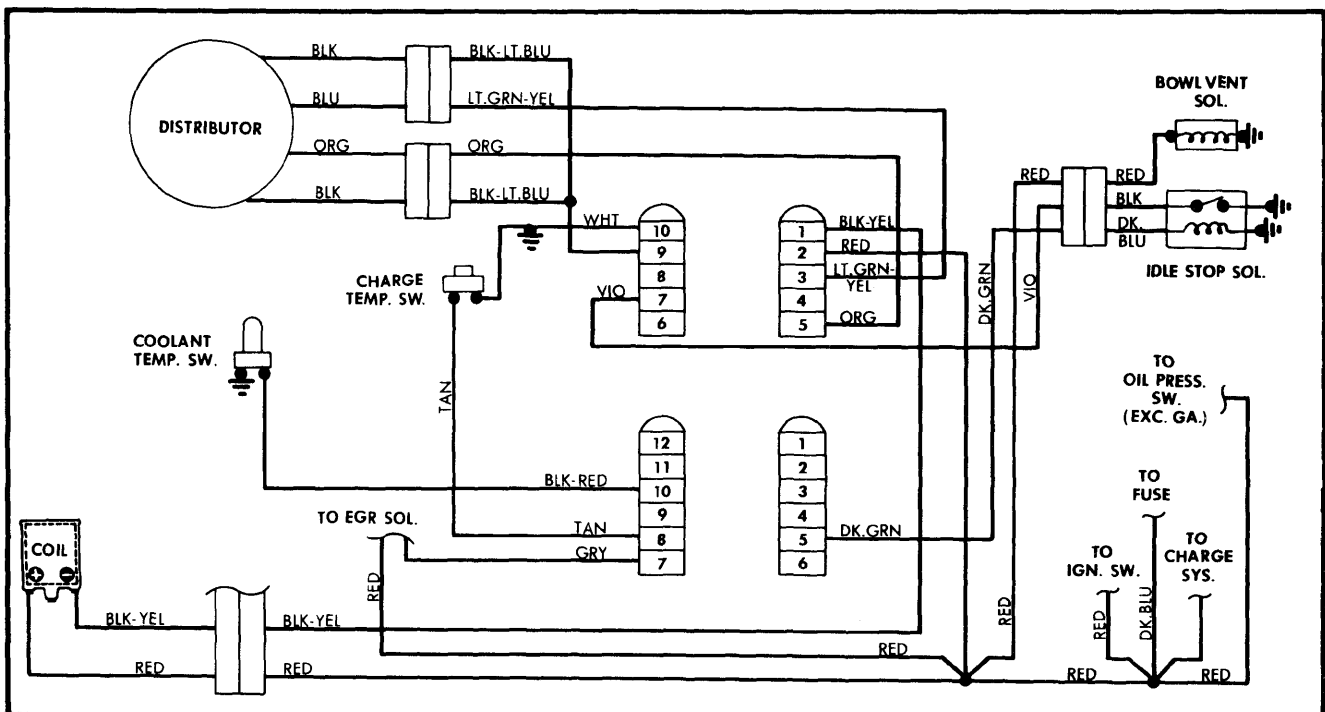 BLK
BLK-LT.BLU
BLU
LT.GRN-YEL
DISTRIBUTOR
ORG
ORG
BLK
BLK-LT.BLU
BOWL VENT
SOL.
RED
RED
BLK
DK.
BLU
IDLE STOP SOL.
WHT
10
9
8
7
6
1
2
3
4
5
BLK-YEL
RED
LT.GRN-
YEL
ORG
CHARGE
TEMP. SW.
VIO
DK.GRN
VIO
COOLANT
TEMP. SW.
TAN
TO
OIL PRESS.
SW.
(EXC. GA.)
12
11
10
9
8
7
1
2
3
4
5
6
BLK-RED
TAN
GRY
DK.GRN
TO EGR SOL.
RED
RED
TO
FUSE
TO
IGN. SW.
TO
CHARGE
SYS.
RED
DK.BLU
COIL
+
-
BLK-YEL
BLK-YEL
RED
RED
RED
RED
RED